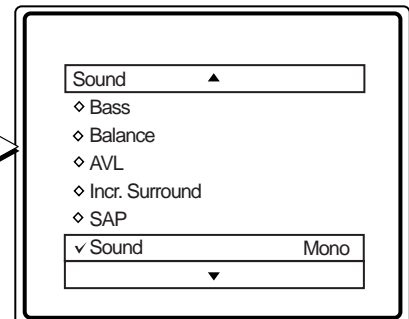 Sound
Bass
Balance
AVL
Incr. Surround
SAP
Sound Mono